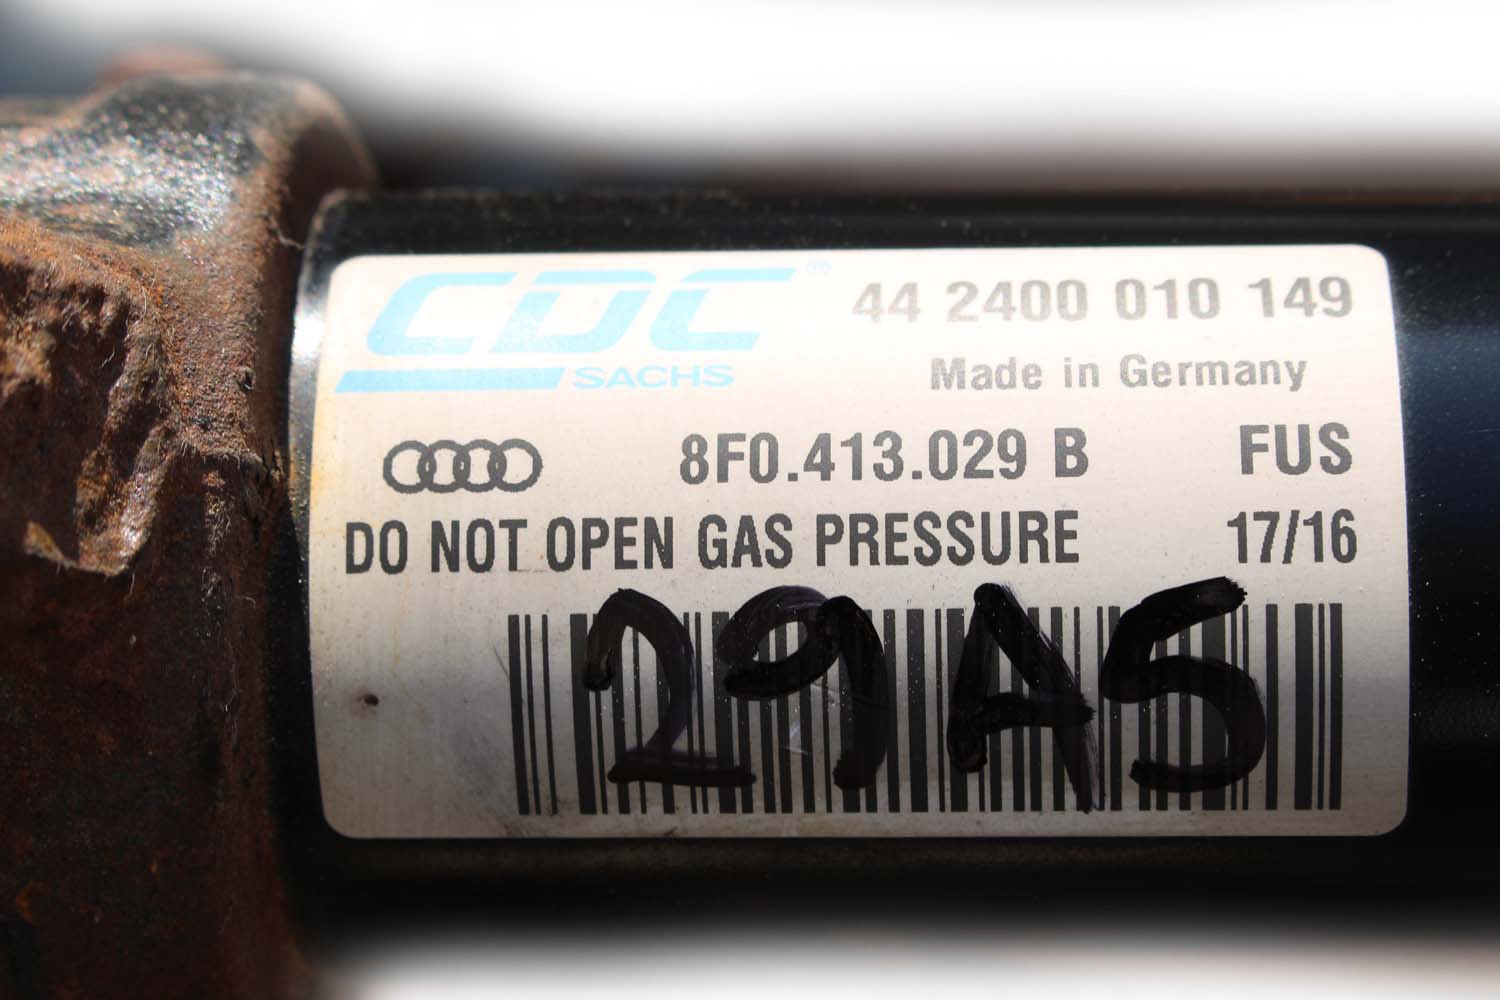 CDC® 44 2400 010 149
SACHS Made in Germany
8F0.413.029 B FUS
DO NOT OPEN GAS PRESSURE 17/16
29A5